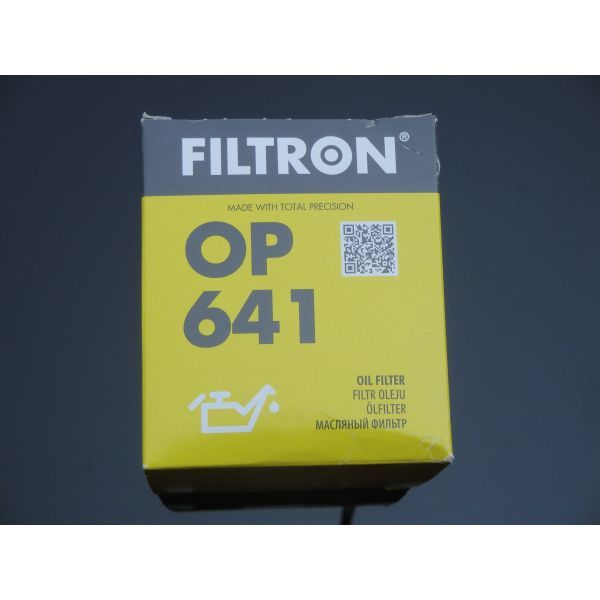 FILTRON®
MADE WITH TOTAL PRECISION
OP
641
OIL FILTER
FILTR OLEJU
ÖLFILTER
МАСЛЯНЫЙ ФИЛЬТР